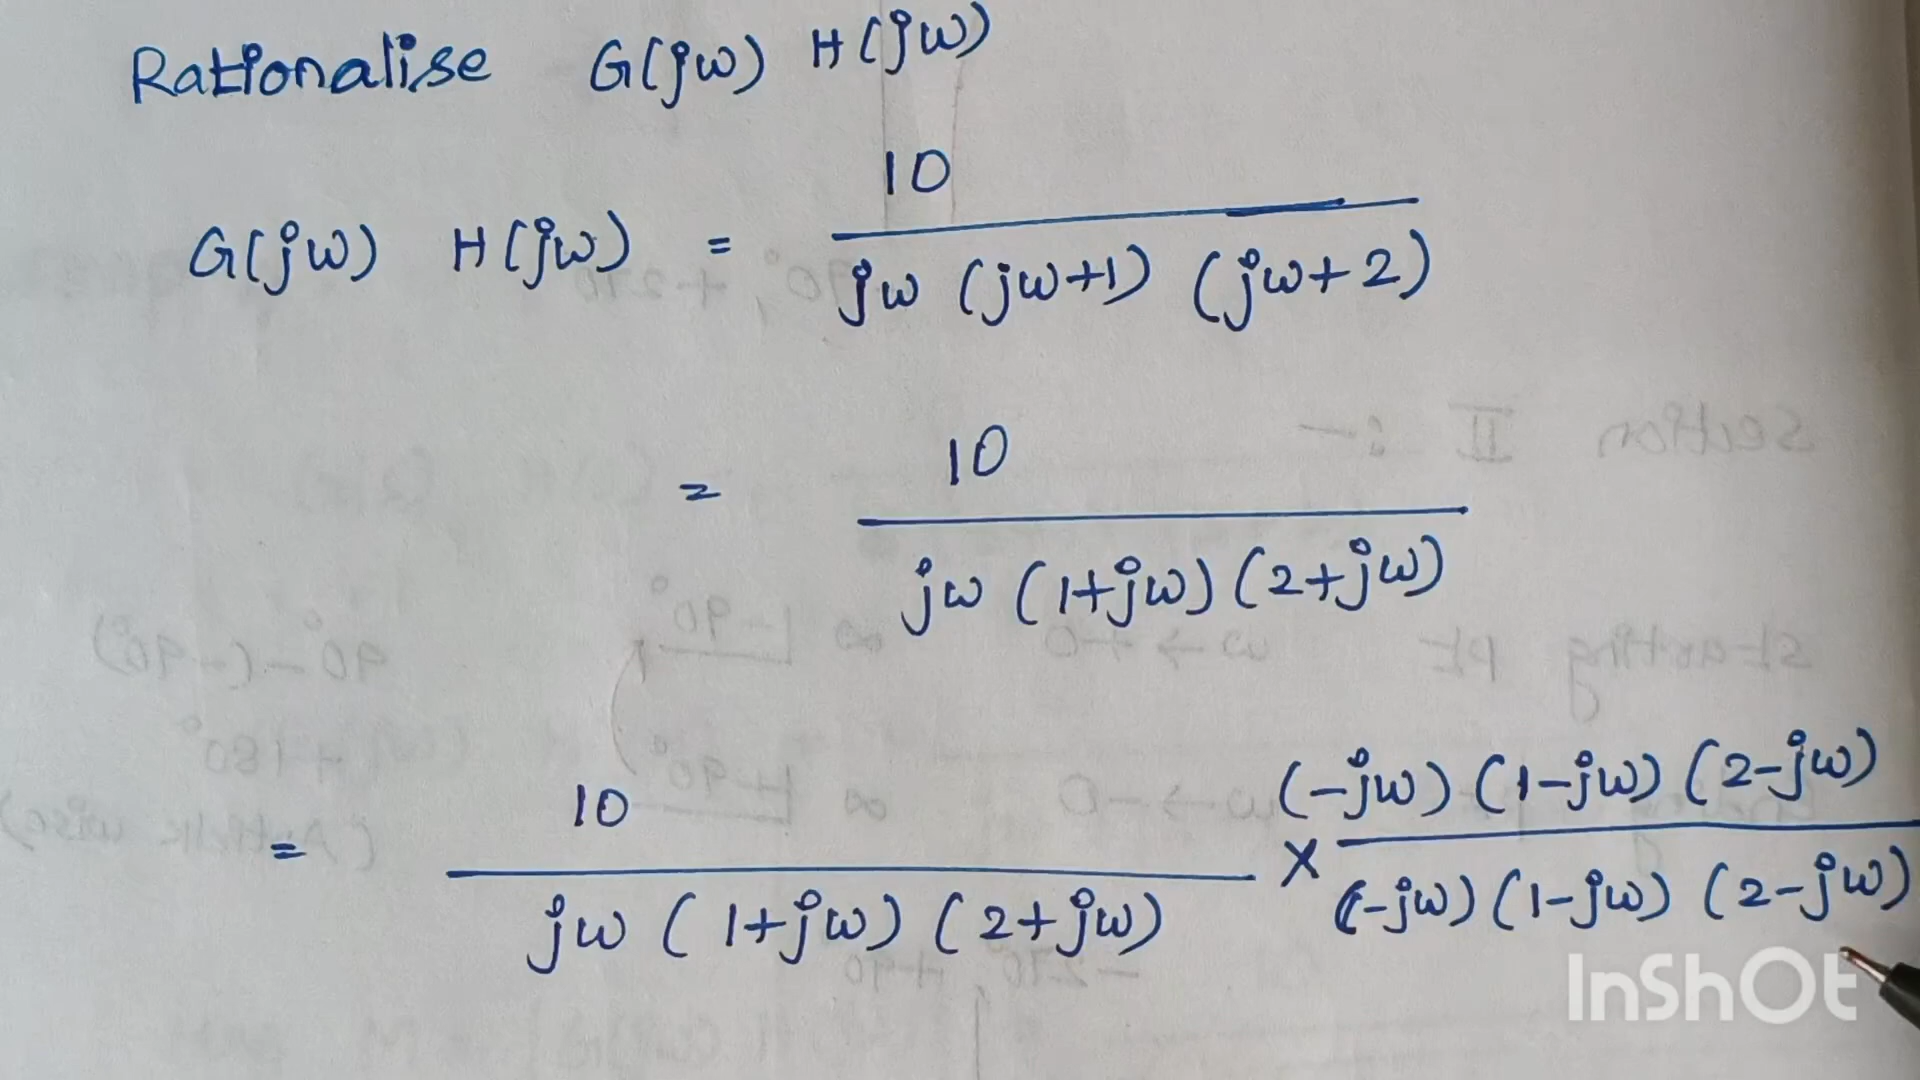 Rationalise G(jω) H(jω)
G(jω) H(jω) = 10 / jω (jω+1) (jω+2)
= 10 / jω (1+jω) (2+jω)
= 10 / jω (1+jω) (2+jω) × (-jω) (1-jω) (2-jω) / (-jω) (1-jω) (2-jω)
InShOt